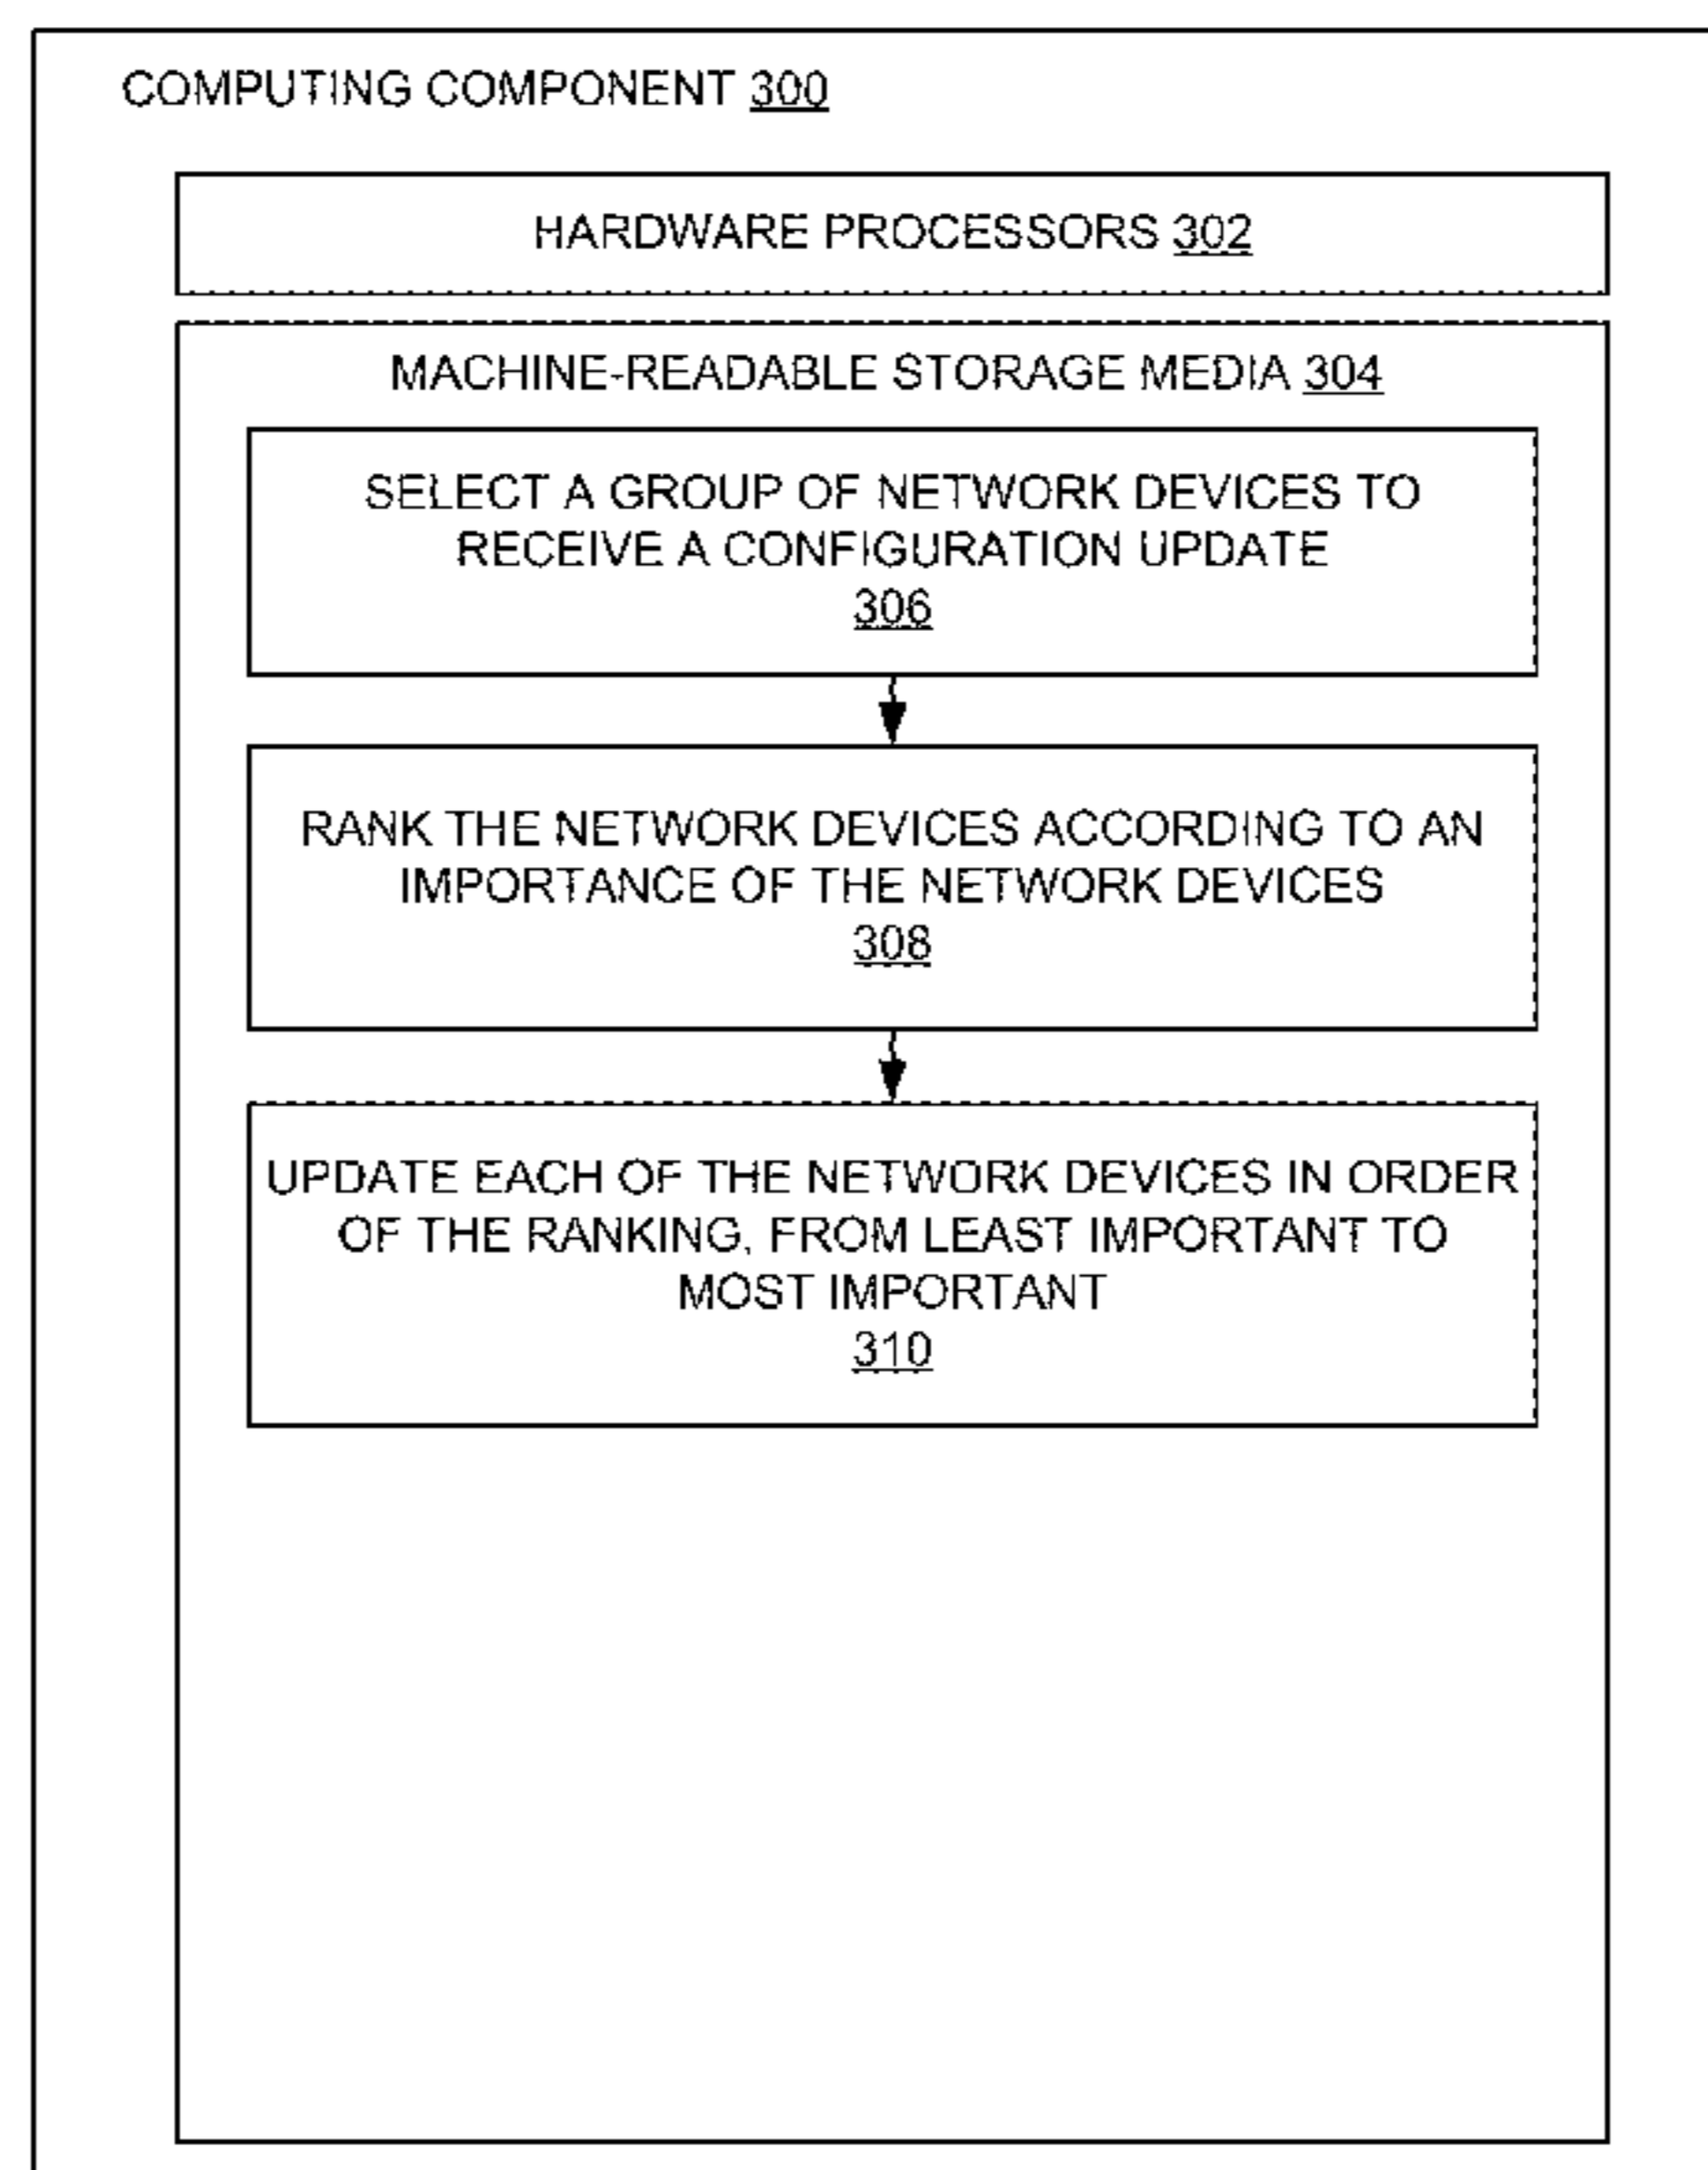 COMPUTING COMPONENT 300
HARDWARE PROCESSORS 302
MACHINE-READABLE STORAGE MEDIA 304
SELECT A GROUP OF NETWORK DEVICES TO
RECEIVE A CONFIGURATION UPDATE
306
RANK THE NETWORK DEVICES ACCORDING TO AN
IMPORTANCE OF THE NETWORK DEVICES
308
UPDATE EACH OF THE NETWORK DEVICES IN ORDER
OF THE RANKING, FROM LEAST IMPORTANT TO
MOST IMPORTANT
310